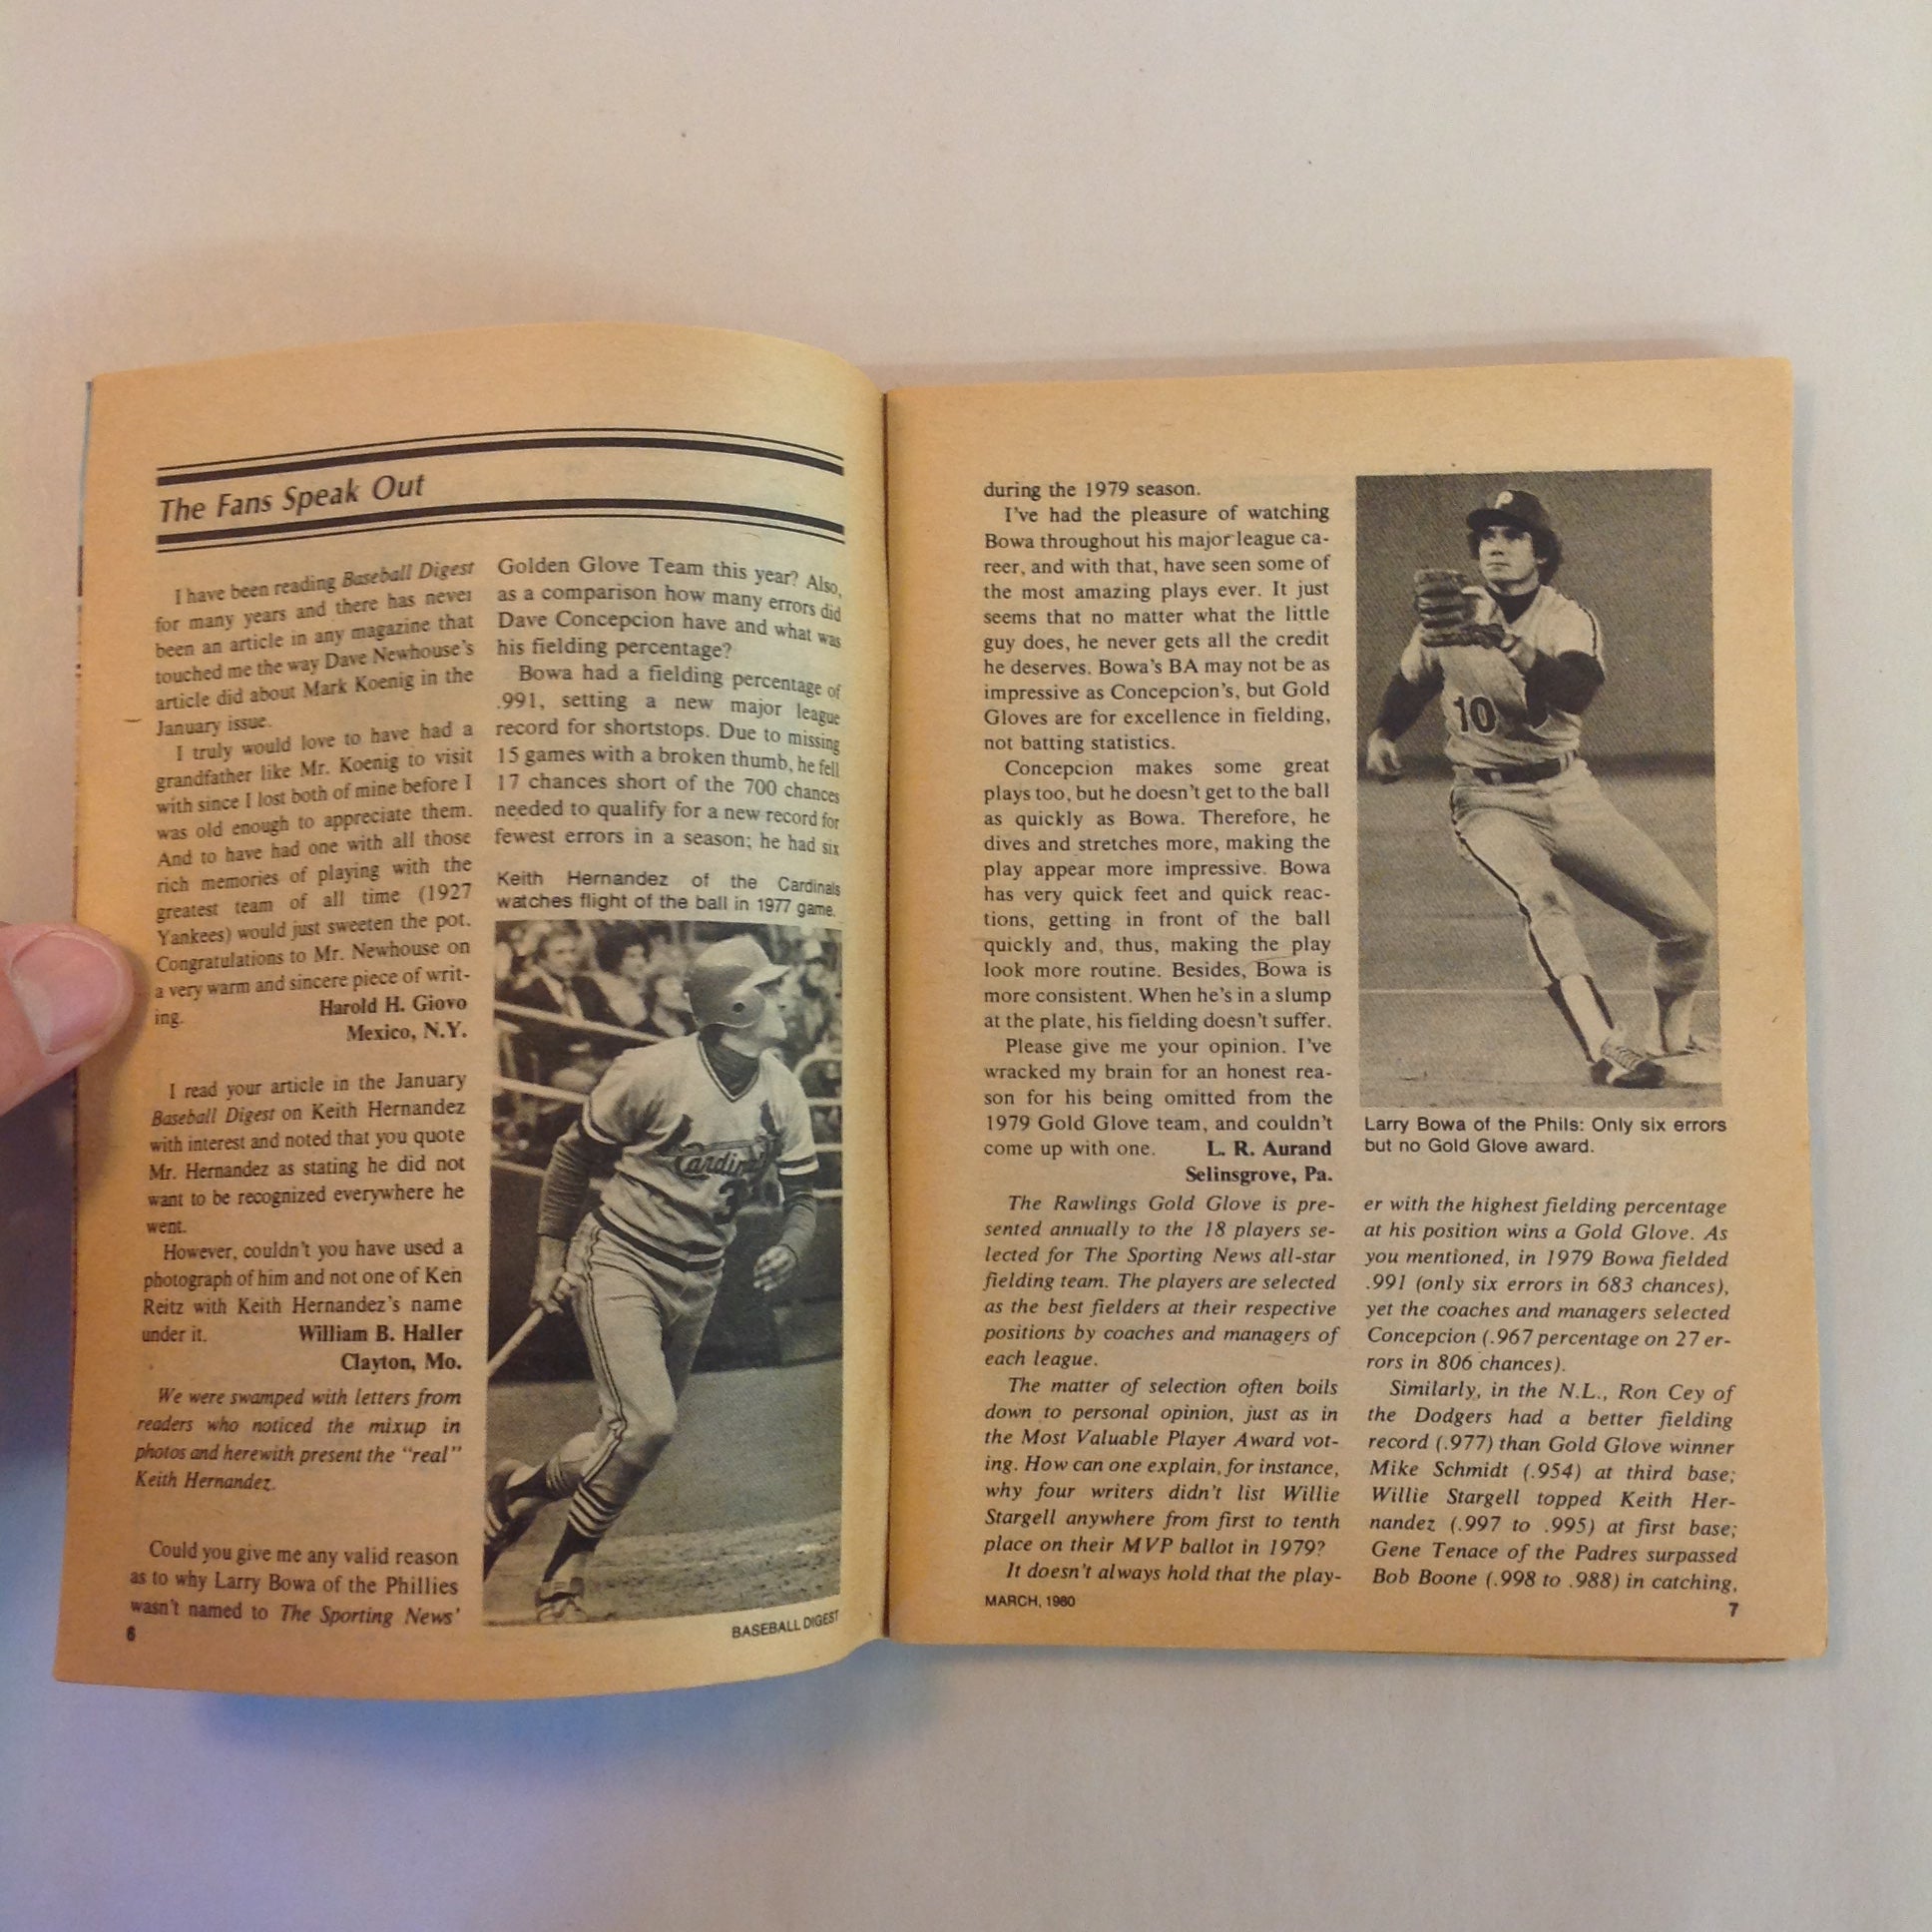 The Fans Speak Out
I have been reading Baseball Digest
for many years and there has never
been an article in any magazine that
touched me the way Dave Newhouse's
article did about Mark Koenig in the
January issue.
I truly would love to have had a
grandfather like Mr. Koenig to visit
with since I lost both of mine before I
was old enough to appreciate them.
And to have had one with all those
rich memories of playing with the
greatest team of all time (1927
Yankees) would just sweeten the pot.
Congratulations to Mr. Newhouse on
a very warm and sincere piece of writ-
ing. Harold H. Giovo
Mexico, N.Y.
I read your article in the January
Baseball Digest on Keith Hernandez
with interest and noted that you quote
Mr. Hernandez as stating he did not
want to be recognized everywhere he
went.
However, couldn't you have used a
photograph of him and not one of Ken
Reitz with Keith Hernandez's name
under it. William B. Haller
Clayton, Mo.
We were swamped with letters from
readers who noticed the mixup in
photos and herewith present the "real"
Keith Hernandez.
Could you give me any valid reason
as to why Larry Bowa of the Phillies
wasn't named to The Sporting News'
6
Golden Glove Team this year? Also,
as a comparison how many errors did
Dave Concepcion have and what was
his fielding percentage?
Bowa had a fielding percentage of
.991, setting a new major league
record for shortstops. Due to missing
15 games with a broken thumb, he fell
17 chances short of the 700 chances
needed to qualify for a new record for
fewest errors in a season; he had six
Keith Hernandez of the Cardinals
watches flight of the ball in 1977 game.
Cardinals
3
BASEBALL DIGEST
during the 1979 season.
I've had the pleasure of watching
Bowa throughout his major league ca-
reer, and with that, have seen some of
the most amazing plays ever. It just
seems that no matter what the little
guy does, he never gets all the credit
he deserves. Bowa's BA may not be as
impressive as Concepcion's, but Gold
Gloves are for excellence in fielding,
not batting statistics.
Concepcion makes some great
plays too, but he doesn't get to the ball
as quickly as Bowa. Therefore, he
dives and stretches more, making the
play appear more impressive. Bowa
has very quick feet and quick reac-
tions, getting in front of the ball
quickly and, thus, making the play
look more routine. Besides, Bowa is
more consistent. When he's in a slump
at the plate, his fielding doesn't suffer.
Please give me your opinion. I've
wracked my brain for an honest rea-
son for his being omitted from the
1979 Gold Glove team, and couldn't
come up with one. L. R. Aurand
Selinsgrove, Pa.
The Rawlings Gold Glove is pre-
sented annually to the 18 players se-
lected for The Sporting News all-star
fielding team. The players are selected
as the best fielders at their respective
positions by coaches and managers of
each league.
The matter of selection often boils
down to personal opinion, just as in
the Most Valuable Player Award vot-
ing. How can one explain, for instance,
why four writers didn't list Willie
Stargell anywhere from first to tenth
place on their MVP ballot in 1979?
It doesn't always hold that the play-
MARCH, 1980
P
10
Larry Bowa of the Phils: Only six errors
but no Gold Glove award.
er with the highest fielding percentage
at his position wins a Gold Glove. As
you mentioned, in 1979 Bowa fielded
.991 (only six errors in 683 chances),
yet the coaches and managers selected
Concepcion (.967 percentage on 27 er-
rors in 806 chances).
Similarly, in the N.L., Ron Cey of
the Dodgers had a better fielding
record (.977) than Gold Glove winner
Mike Schmidt (.954) at third base;
Willie Stargell topped Keith Her-
nandez (.997 to .995) at first base;
Gene Tenace of the Padres surpassed
Bob Boone (.998 to .988) in catching,
7